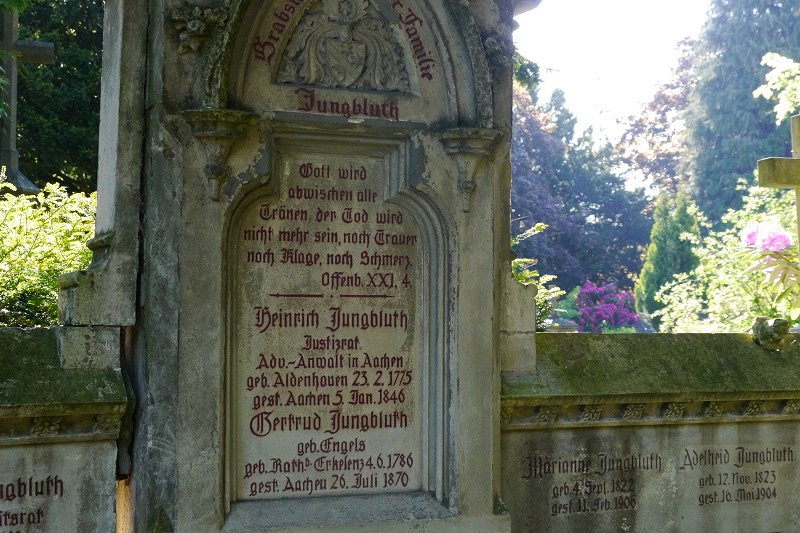 Grabs
r Familie
Jungbluth
Gott wird
abwischen alle
Tränen, der Tod wird
nicht mehr sein, noch Trauer
noch Klage, noch Schmerz.
Offenb. XXI. 4.
Heinrich Jungbluth
Justizrat
Adv.-Anwalt in Aachen
geb. Aldenhoven 23. 2. 1775
gest. Aachen 5. Jan. 1846
Gertrud Jungbluth
geb. Engels
geb. Rath b. Erkelenz 4. 6. 1786
gest. Aachen 26. Juli 1870
ngbluth
itsrat
Marianne Jungbluth
geb. 4. Sept. 1822
gest. 11. Feb. 1906
Adelheid Jungbluth
geb. 12. Nov. 1823
gest. 10. Mai 1904